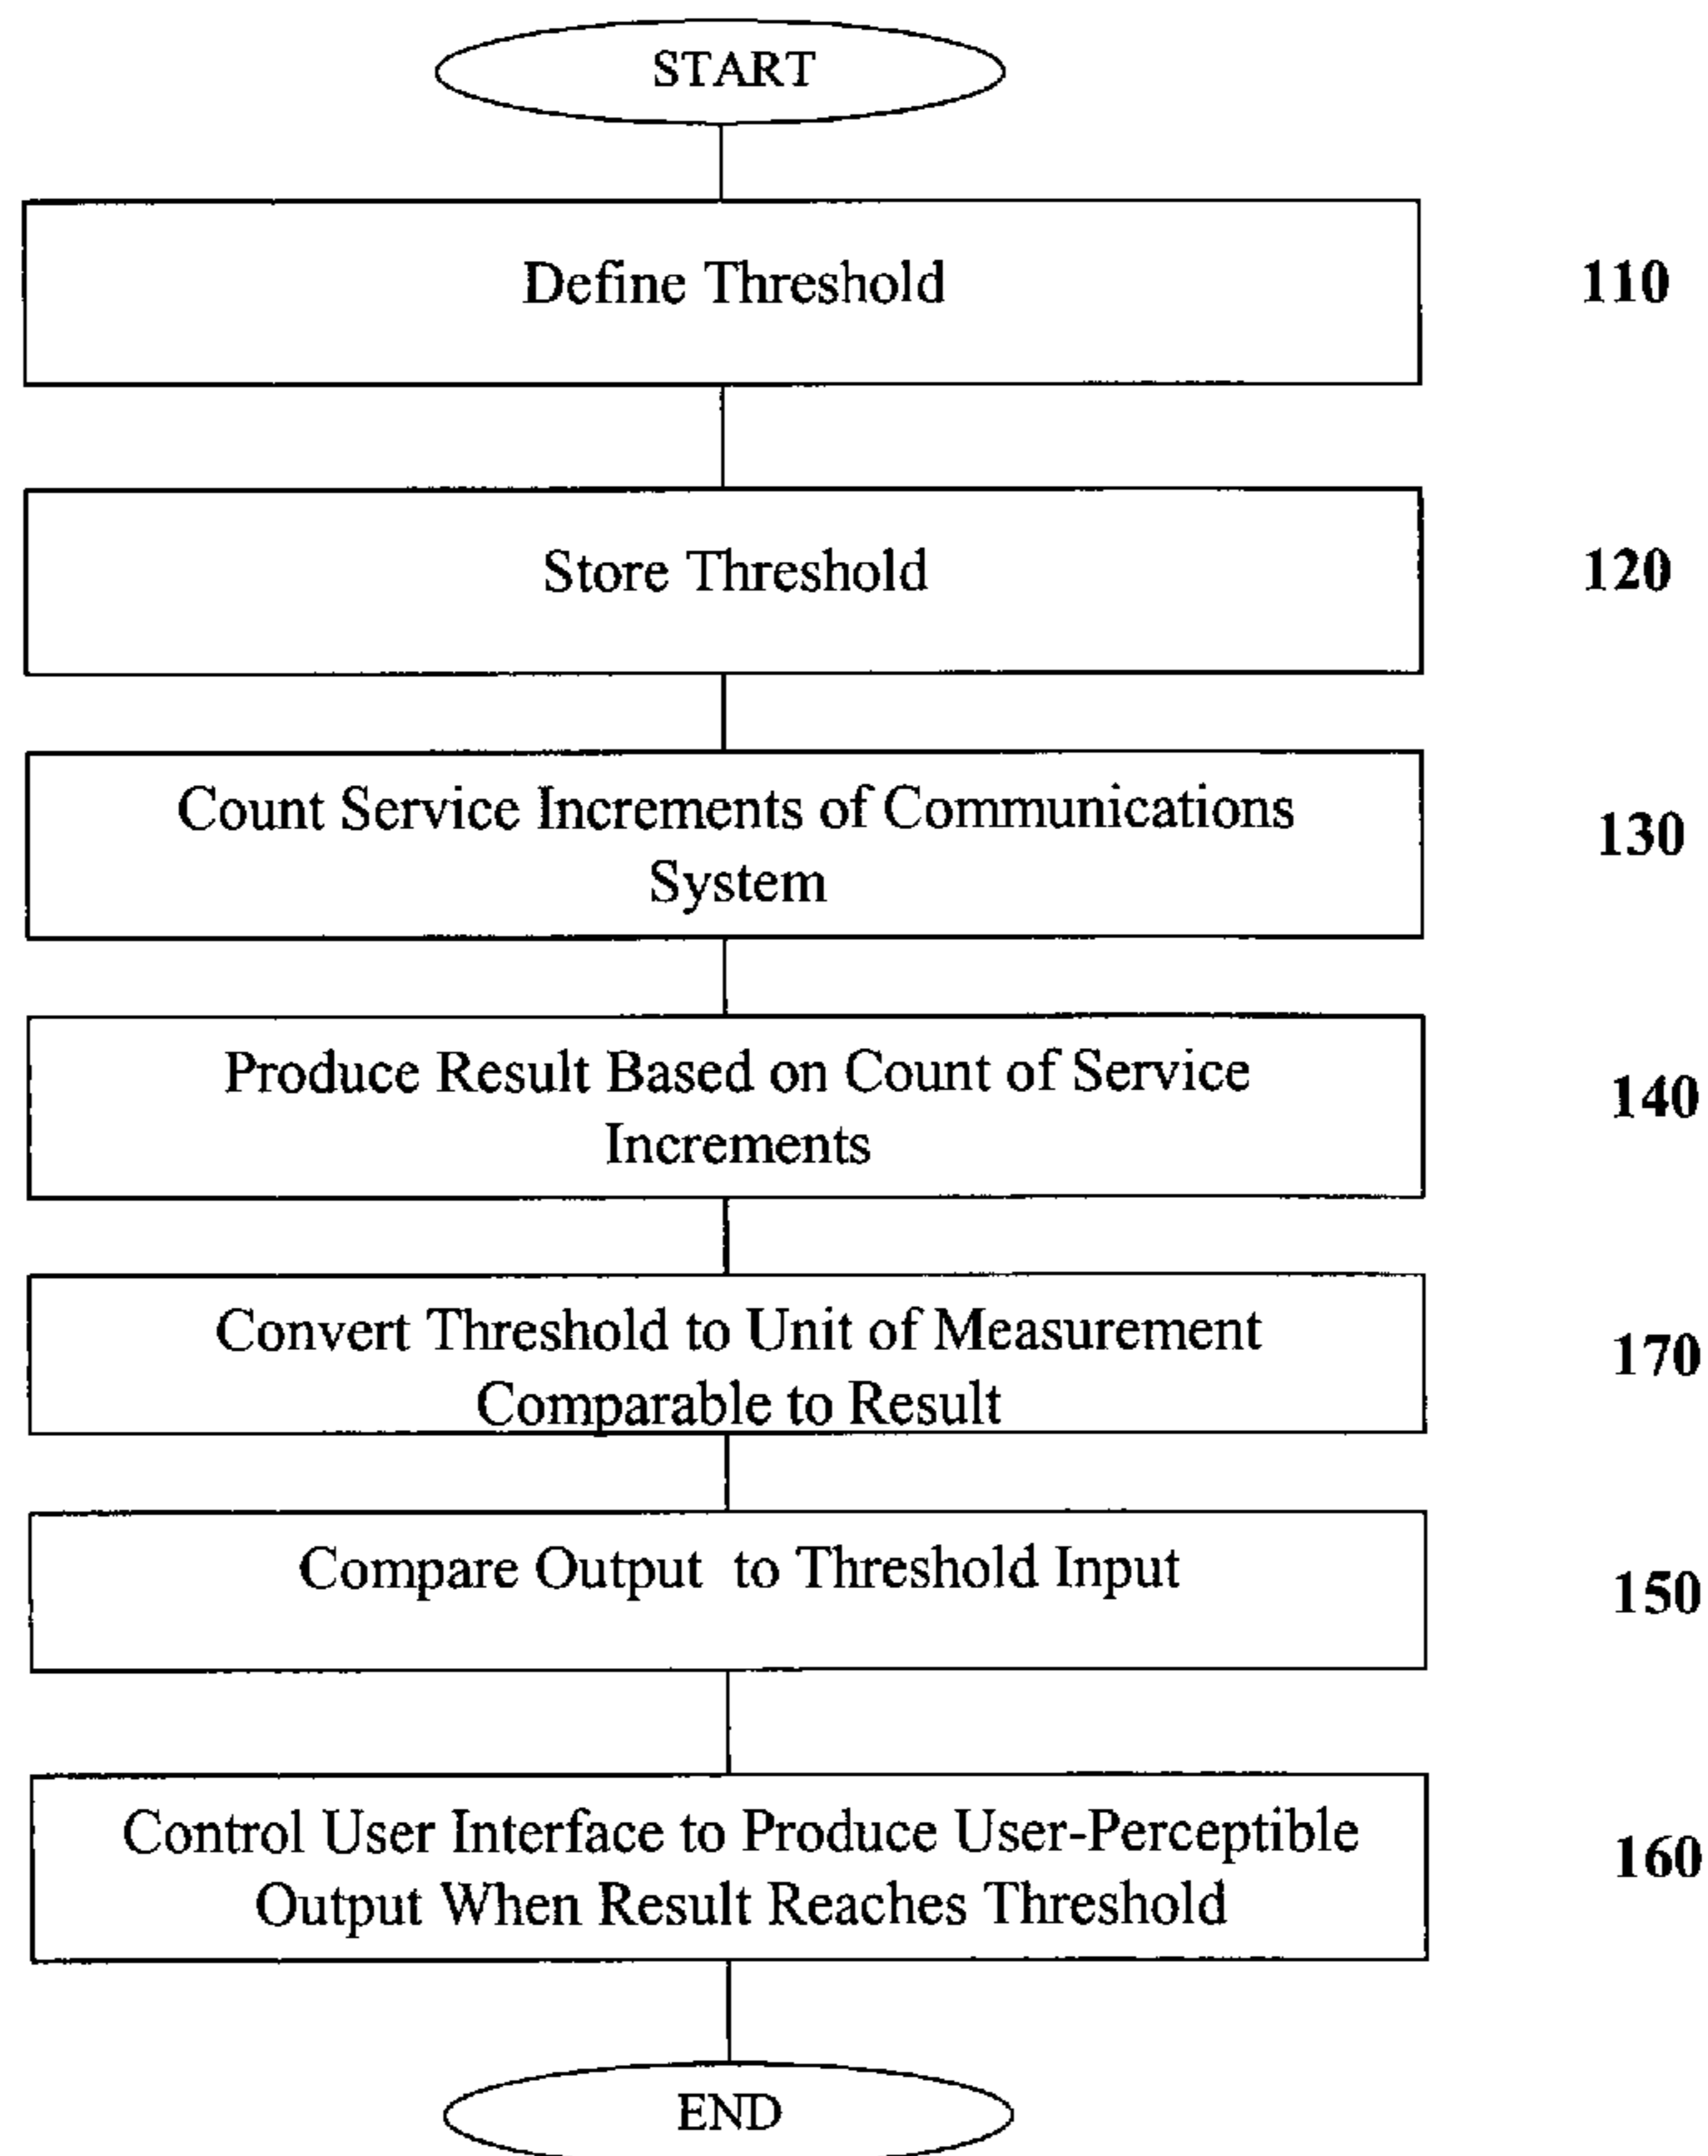 START
Define Threshold
110
Store Threshold
120
Count Service Increments of Communications
System
130
Produce Result Based on Count of Service
Increments
140
Convert Threshold to Unit of Measurement
Comparable to Result
170
Compare Output to Threshold Input
150
Control User Interface to Produce User-Perceptible
Output When Result Reaches Threshold
160
END